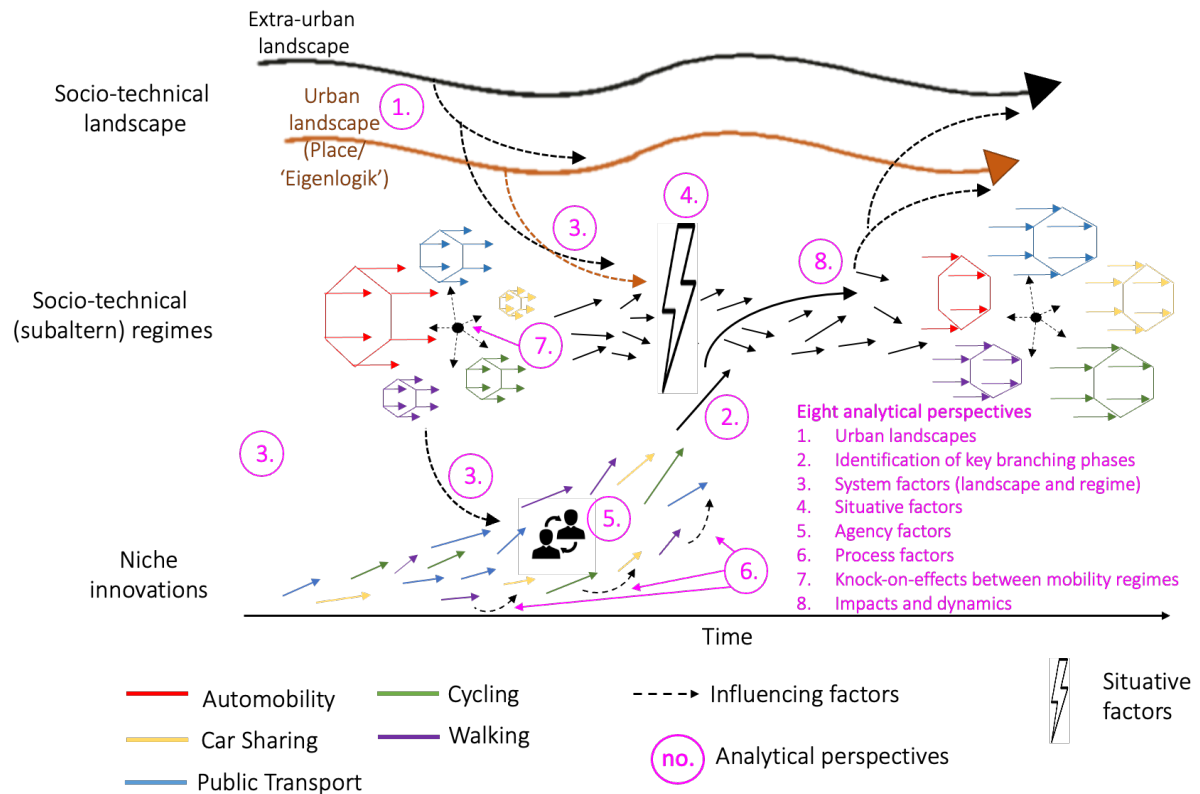 Extra-urban
landscape
Socio-technical
landscape
1.
Urban
landscape
(Place/
‘Eigenlogik’)
4.
3.
8.
Socio-technical
(subaltern) regimes
7.
2.
Eight analytical perspectives
1. Urban landscapes
2. Identification of key branching phases
3. System factors (landscape and regime)
4. Situative factors
5. Agency factors
6. Process factors
7. Knock-on-effects between mobility regimes
8. Impacts and dynamics
3.
3.
5.
6.
Niche
innovations
Time
Automobility
Cycling
Influencing factors
Situative
factors
Car Sharing
Walking
no.
Analytical perspectives
Public Transport